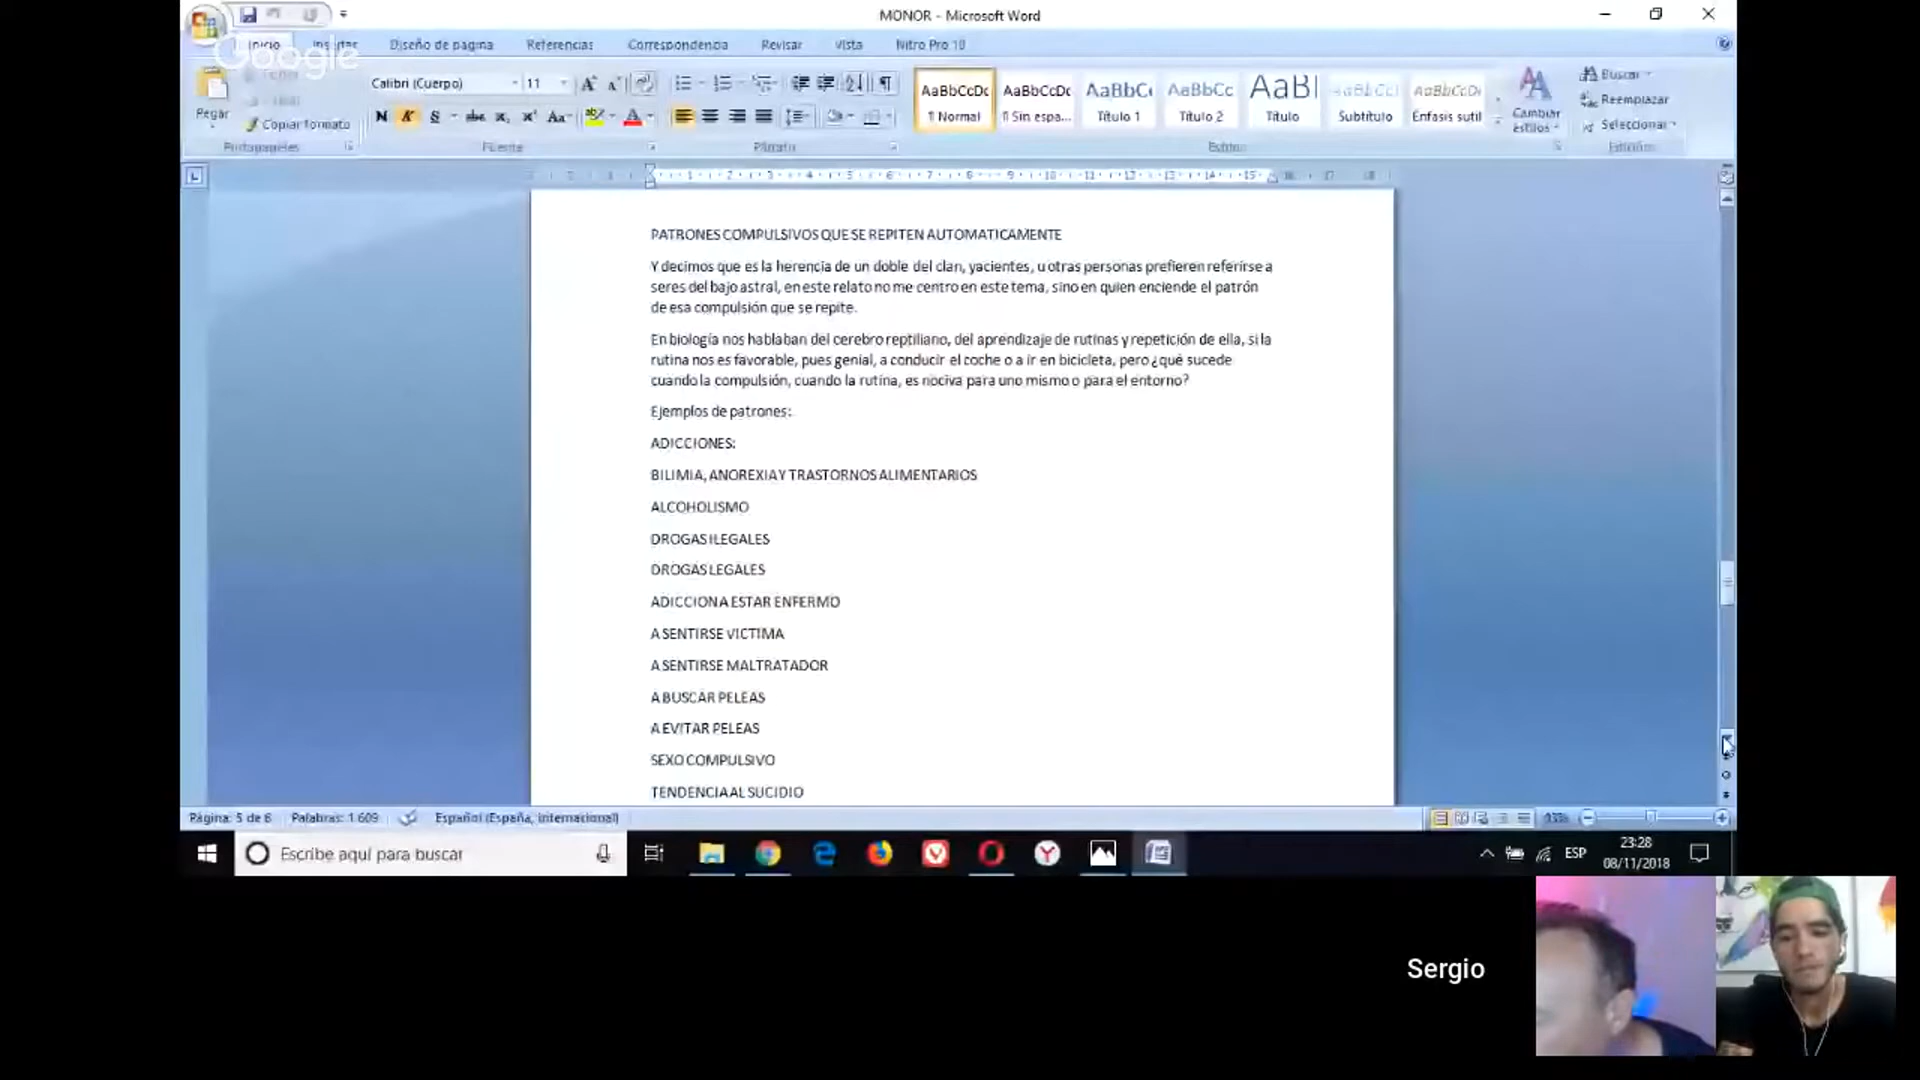 MONOR - Microsoft Word
Inicio Insertar Diseño de página Referencias Correspondencia Revisar Vista Nitro Pro 10
Google
Calibri (Cuerpo) 11
Pegar
Copiar formato
N K S abc Aa
AaBbCcDc AaBbCcDc AaBbC AaBbCc AaB AaBbCcI AaBbCcDi
¶ Normal ¶ Sin espa... Título 1 Título 2 Título Subtítulo Énfasis sutil
Cambiar estilos
Buscar
Reemplazar
Seleccionar
Portapapeles Fuente Párrafo Estilos Edición
PATRONES COMPULSIVOS QUE SE REPITEN AUTOMATICAMENTE
Y decimos que es la herencia de un doble del clan, yacientes, u otras personas prefieren referirse a
seres del bajo astral, en este relato no me centro en este tema, sino en quien enciende el patrón
de esa compulsión que se repite.
En biología nos hablaban del cerebro reptiliano, del aprendizaje de rutinas y repetición de ella, si la
rutina nos es favorable, pues genial, a conducir el coche o a ir en bicicleta, pero ¿qué sucede
cuando la compulsión, cuando la rutina, es nociva para uno mismo o para el entorno?
Ejemplos de patrones:
ADICCIONES:
BILIMIA, ANOREXIA Y TRASTORNOS ALIMENTARIOS
ALCOHOLISMO
DROGAS ILEGALES
DROGAS LEGALES
ADICCION A ESTAR ENFERMO
A SENTIRSE VICTIMA
A SENTIRSE MALTRATADOR
A BUSCAR PELEAS
A EVITAR PELEAS
SEXO COMPULSIVO
TENDENCIA AL SUCIDIO
Página: 5 de 6 Palabras: 1 609 Español (España, internacional)
Escribe aquí para buscar
ESP
23:28
08/11/2018
Sergio